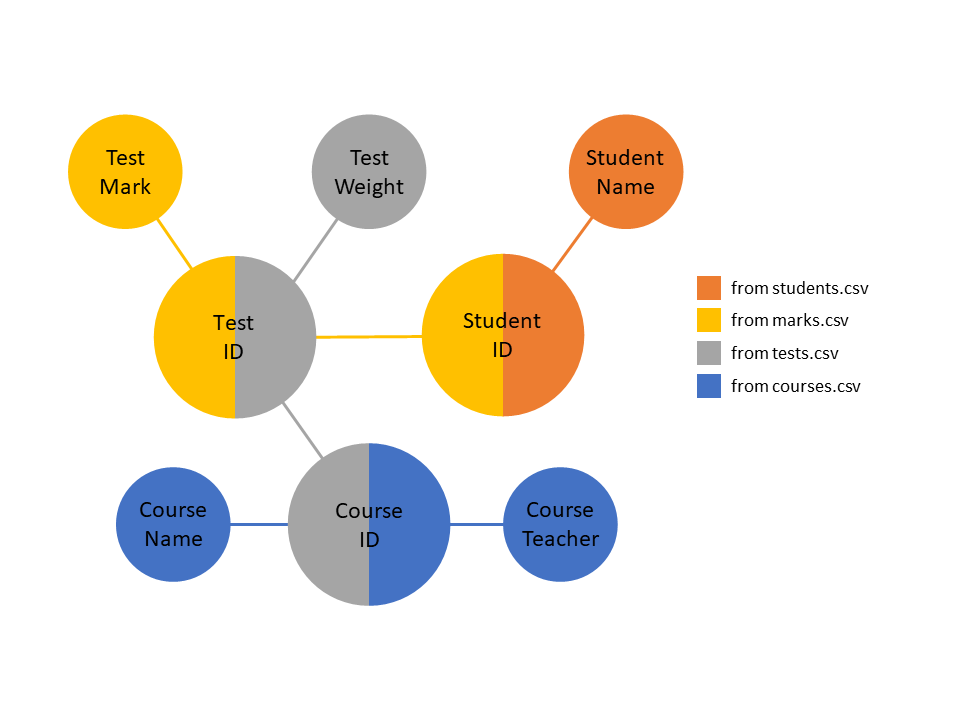 Test
Mark
Test
Weight
Student
Name
Test
ID
Student
ID
from students.csv
from marks.csv
from tests.csv
from courses.csv
Course
Name
Course
ID
Course
Teacher